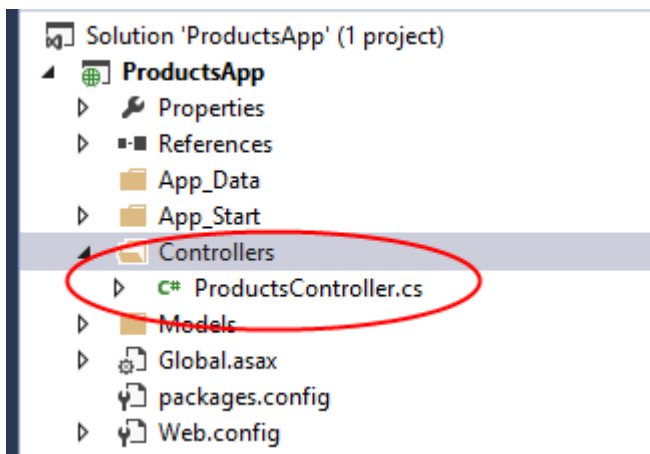 Solution 'ProductsApp' (1 project)
ProductsApp
Properties
References
App_Data
App_Start
Controllers
C# ProductsController.cs
Models
Global.asax
packages.config
Web.config